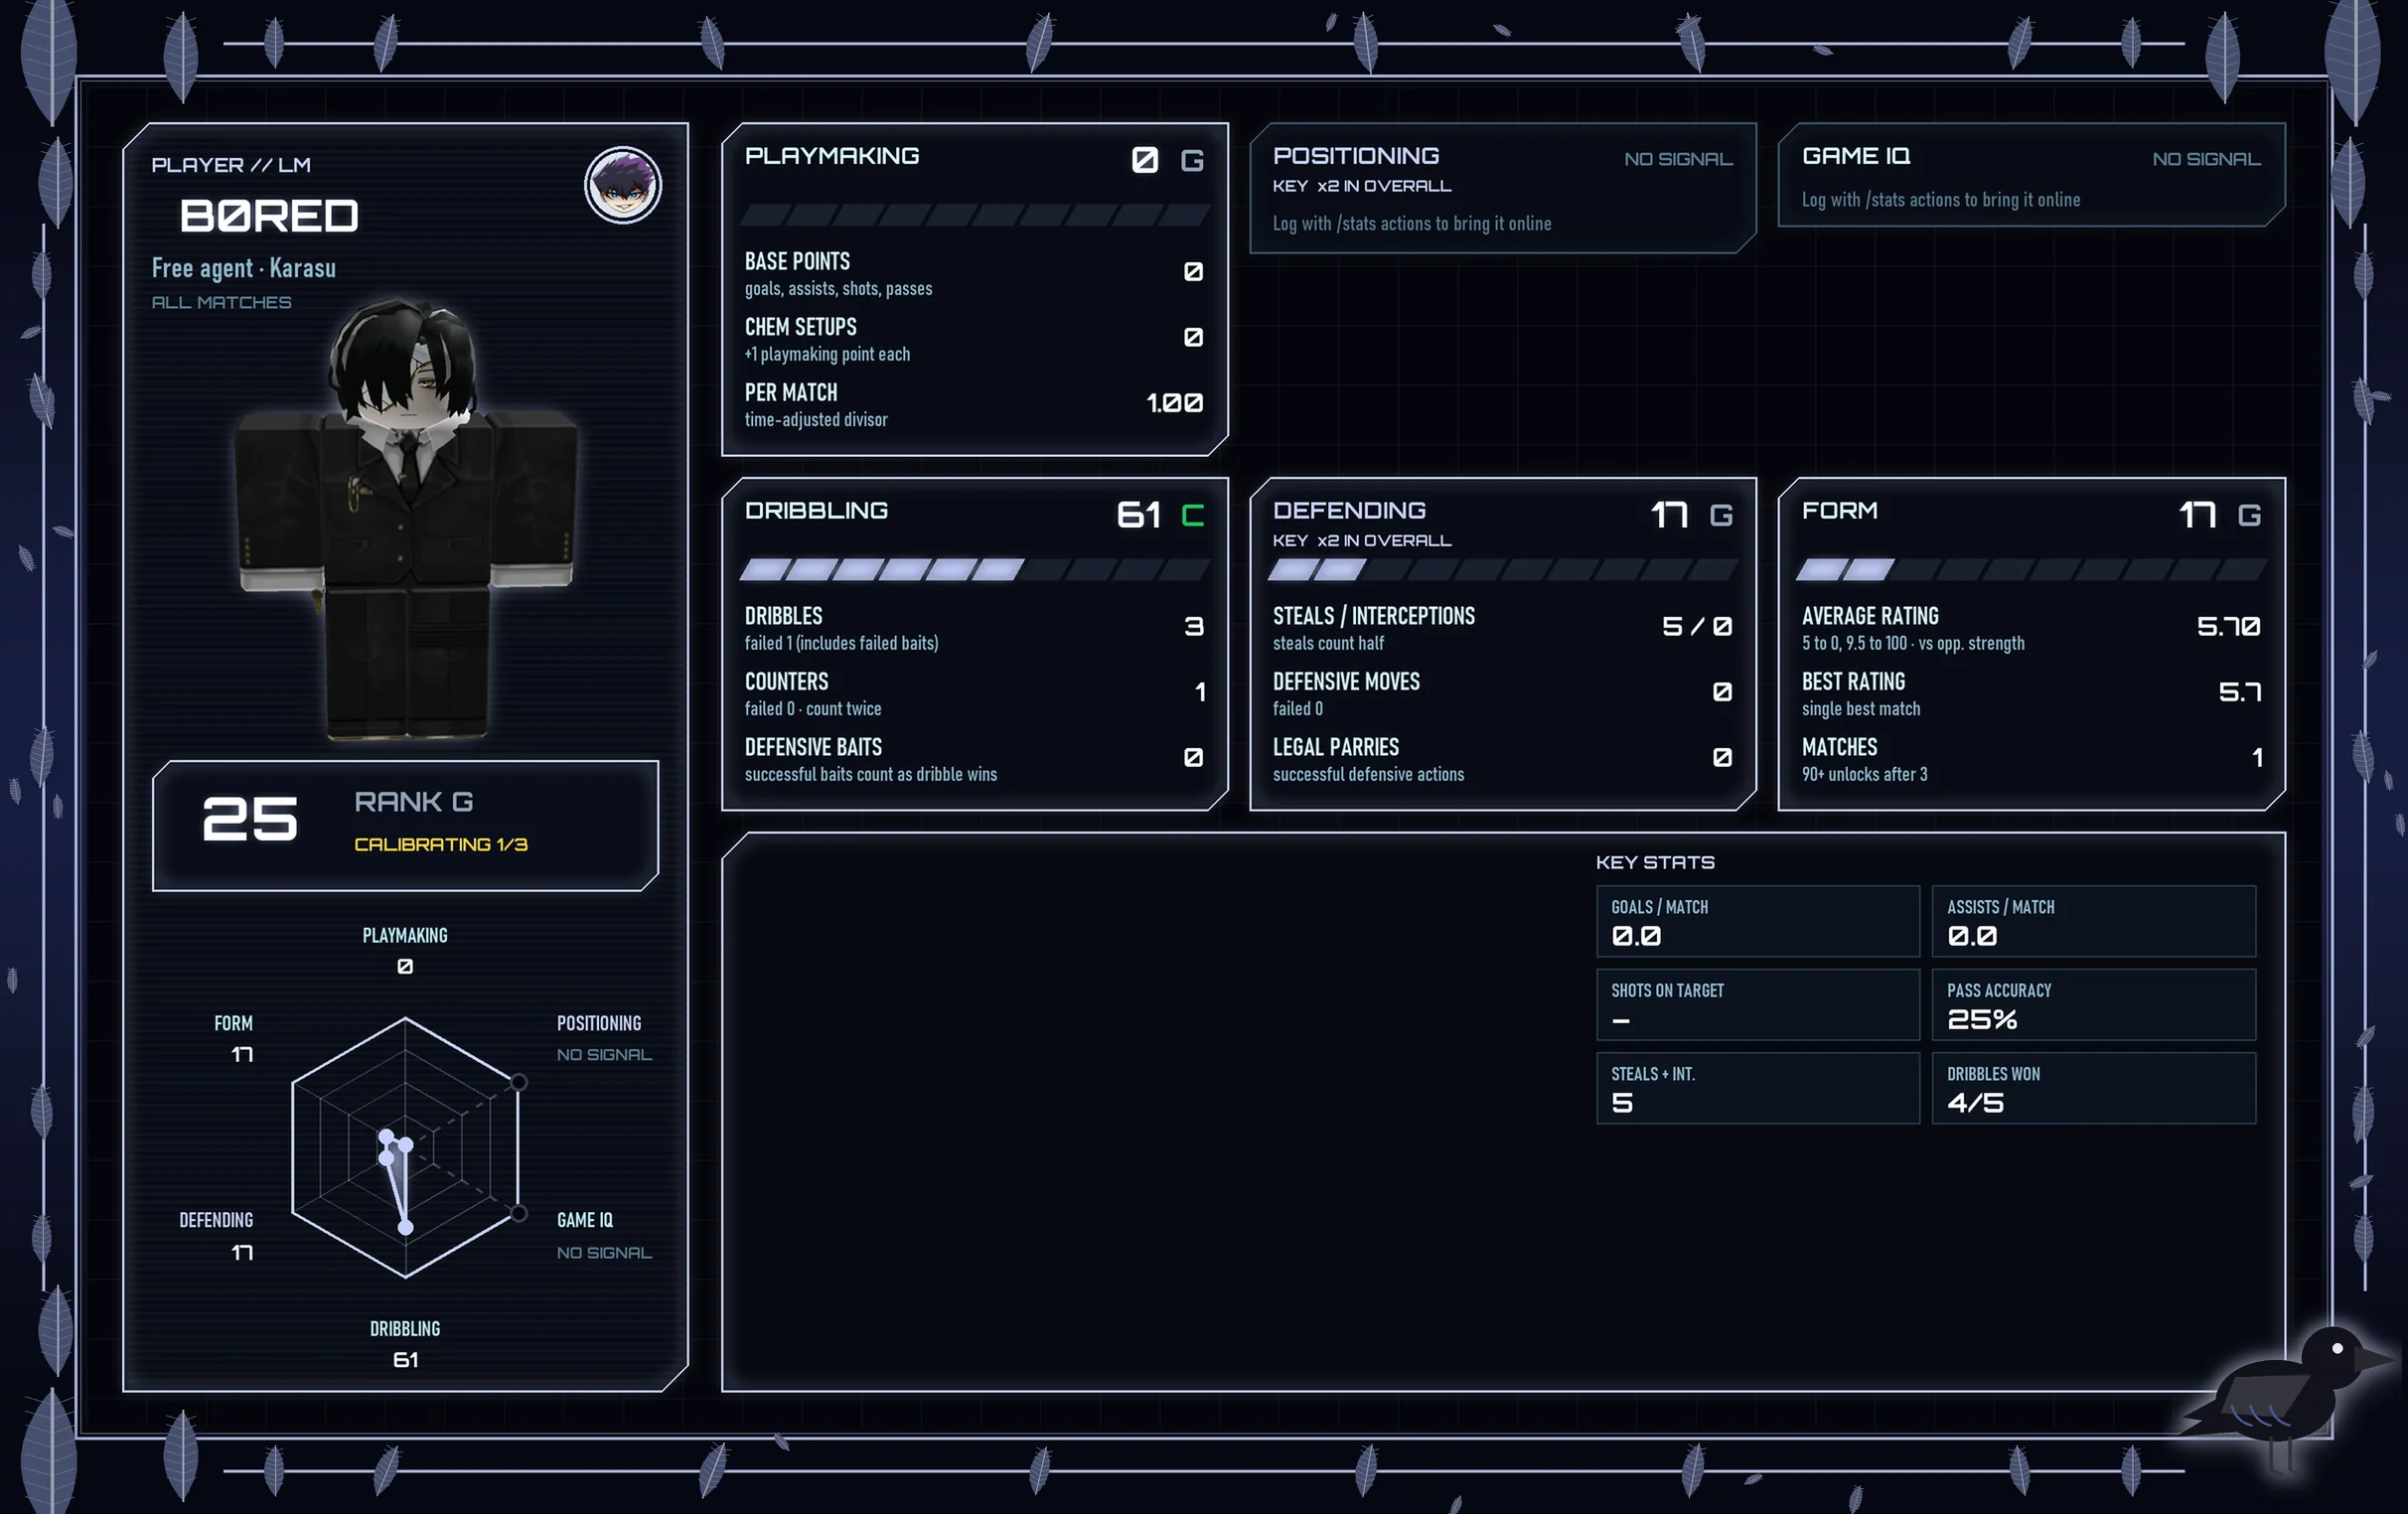 PLAYER // LM
BØRED
Free agent · Karasu
ALL MATCHES
25
RANK G
CALIBRATING 1/3
PLAYMAKING
0
FORM
17
POSITIONING
NO SIGNAL
DEFENDING
17
GAME IQ
NO SIGNAL
DRIBBLING
61
PLAYMAKING 0 G
BASE POINTS 0
goals, assists, shots, passes
CHEM SETUPS 0
+1 playmaking point each
PER MATCH 1.00
time-adjusted divisor
POSITIONING NO SIGNAL
KEY x2 IN OVERALL
Log with /stats actions to bring it online
GAME IQ NO SIGNAL
Log with /stats actions to bring it online
DRIBBLING 61 C
DRIBBLES 3
failed 1 (includes failed baits)
COUNTERS 1
failed 0 · count twice
DEFENSIVE BAITS 0
successful baits count as dribble wins
DEFENDING 17 G
KEY x2 IN OVERALL
STEALS / INTERCEPTIONS 5 / 0
steals count half
DEFENSIVE MOVES 0
failed 0
LEGAL PARRIES 0
successful defensive actions
FORM 17 G
AVERAGE RATING 5.70
5 to 0, 9.5 to 100 · vs opp. strength
BEST RATING 5.7
single best match
MATCHES 1
90+ unlocks after 3
KEY STATS
GOALS / MATCH
0.0
ASSISTS / MATCH
0.0
SHOTS ON TARGET
–
PASS ACCURACY
25%
STEALS + INT.
5
DRIBBLES WON
4/5